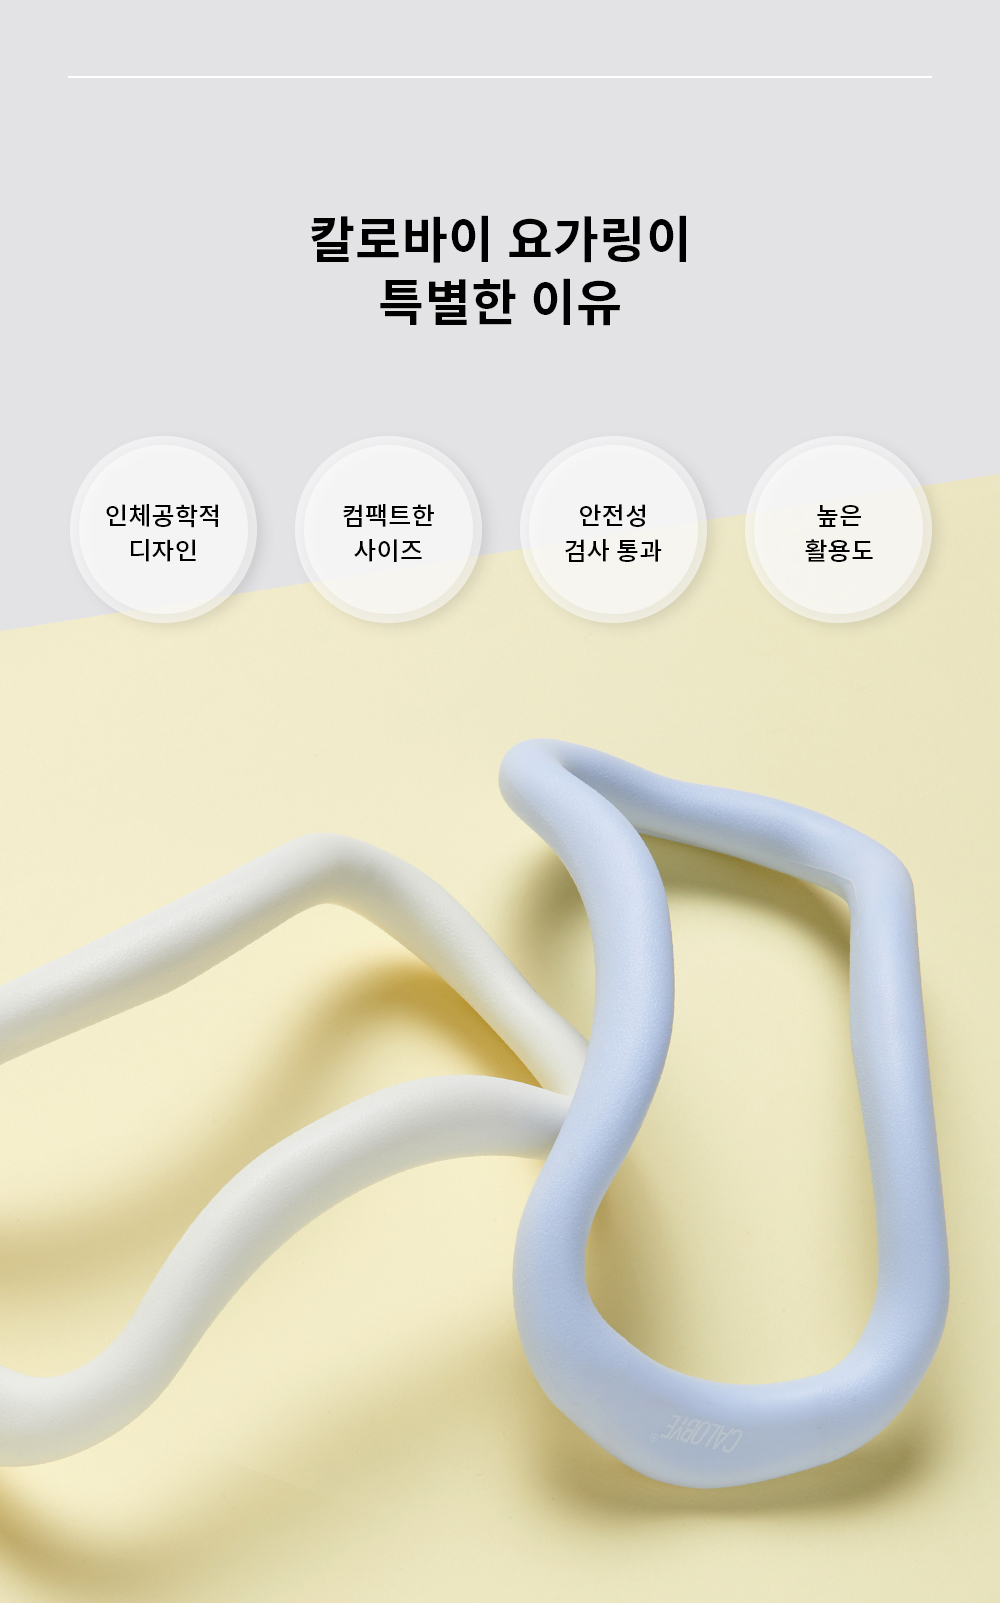 칼로바이 요가링이
특별한 이유
인체공학적
디자인
컴팩트한
사이즈
안전성
검사 통과
높은
활용도
CALOBYE